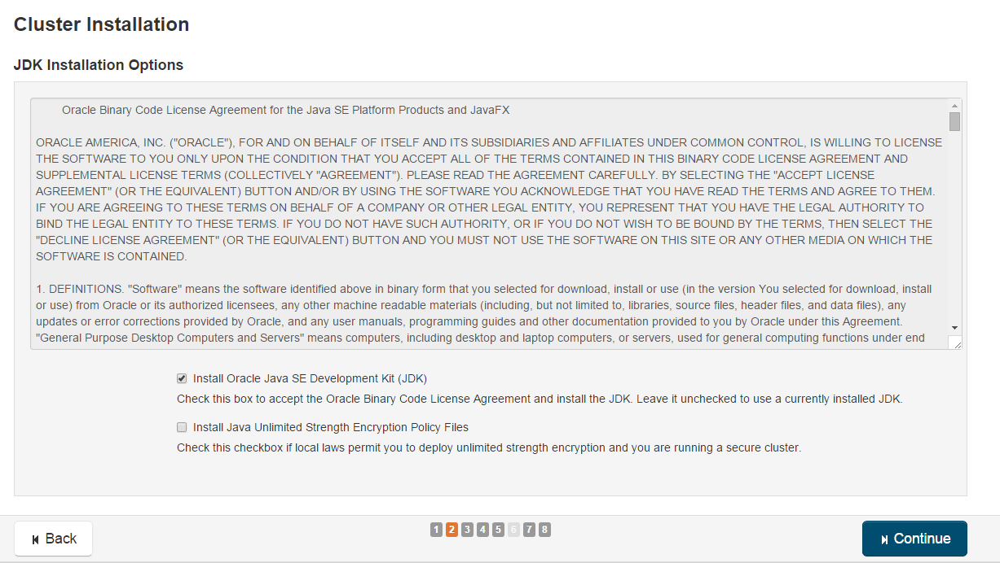 Cluster Installation
JDK Installation Options
Oracle Binary Code License Agreement for the Java SE Platform Products and JavaFX
ORACLE AMERICA, INC. ("ORACLE"), FOR AND ON BEHALF OF ITSELF AND ITS SUBSIDIARIES AND AFFILIATES UNDER COMMON CONTROL, IS WILLING TO LICENSE
THE SOFTWARE TO YOU ONLY UPON THE CONDITION THAT YOU ACCEPT ALL OF THE TERMS CONTAINED IN THIS BINARY CODE LICENSE AGREEMENT AND
SUPPLEMENTAL LICENSE TERMS (COLLECTIVELY "AGREEMENT"). PLEASE READ THE AGREEMENT CAREFULLY. BY SELECTING THE "ACCEPT LICENSE
AGREEMENT" (OR THE EQUIVALENT) BUTTON AND/OR BY USING THE SOFTWARE YOU ACKNOWLEDGE THAT YOU HAVE READ THE TERMS AND AGREE TO THEM.
IF YOU ARE AGREEING TO THESE TERMS ON BEHALF OF A COMPANY OR OTHER LEGAL ENTITY, YOU REPRESENT THAT YOU HAVE THE LEGAL AUTHORITY TO
BIND THE LEGAL ENTITY TO THESE TERMS. IF YOU DO NOT HAVE SUCH AUTHORITY, OR IF YOU DO NOT WISH TO BE BOUND BY THE TERMS, THEN SELECT THE
"DECLINE LICENSE AGREEMENT" (OR THE EQUIVALENT) BUTTON AND YOU MUST NOT USE THE SOFTWARE ON THIS SITE OR ANY OTHER MEDIA ON WHICH THE
SOFTWARE IS CONTAINED.
1. DEFINITIONS. "Software" means the software identified above in binary form that you selected for download, install or use (in the version You selected for download, install
or use) from Oracle or its authorized licensees, any other machine readable materials (including, but not limited to, libraries, source files, header files, and data files), any
updates or error corrections provided by Oracle, and any user manuals, programming guides and other documentation provided to you by Oracle under this Agreement.
"General Purpose Desktop Computers and Servers" means computers, including desktop and laptop computers, or servers, used for general computing functions under end
Install Oracle Java SE Development Kit (JDK)
Check this box to accept the Oracle Binary Code License Agreement and install the JDK. Leave it unchecked to use a currently installed JDK.
Install Java Unlimited Strength Encryption Policy Files
Check this checkbox if local laws permit you to deploy unlimited strength encryption and you are running a secure cluster.
Back
1 2 3 4 5 6 7 8
Continue